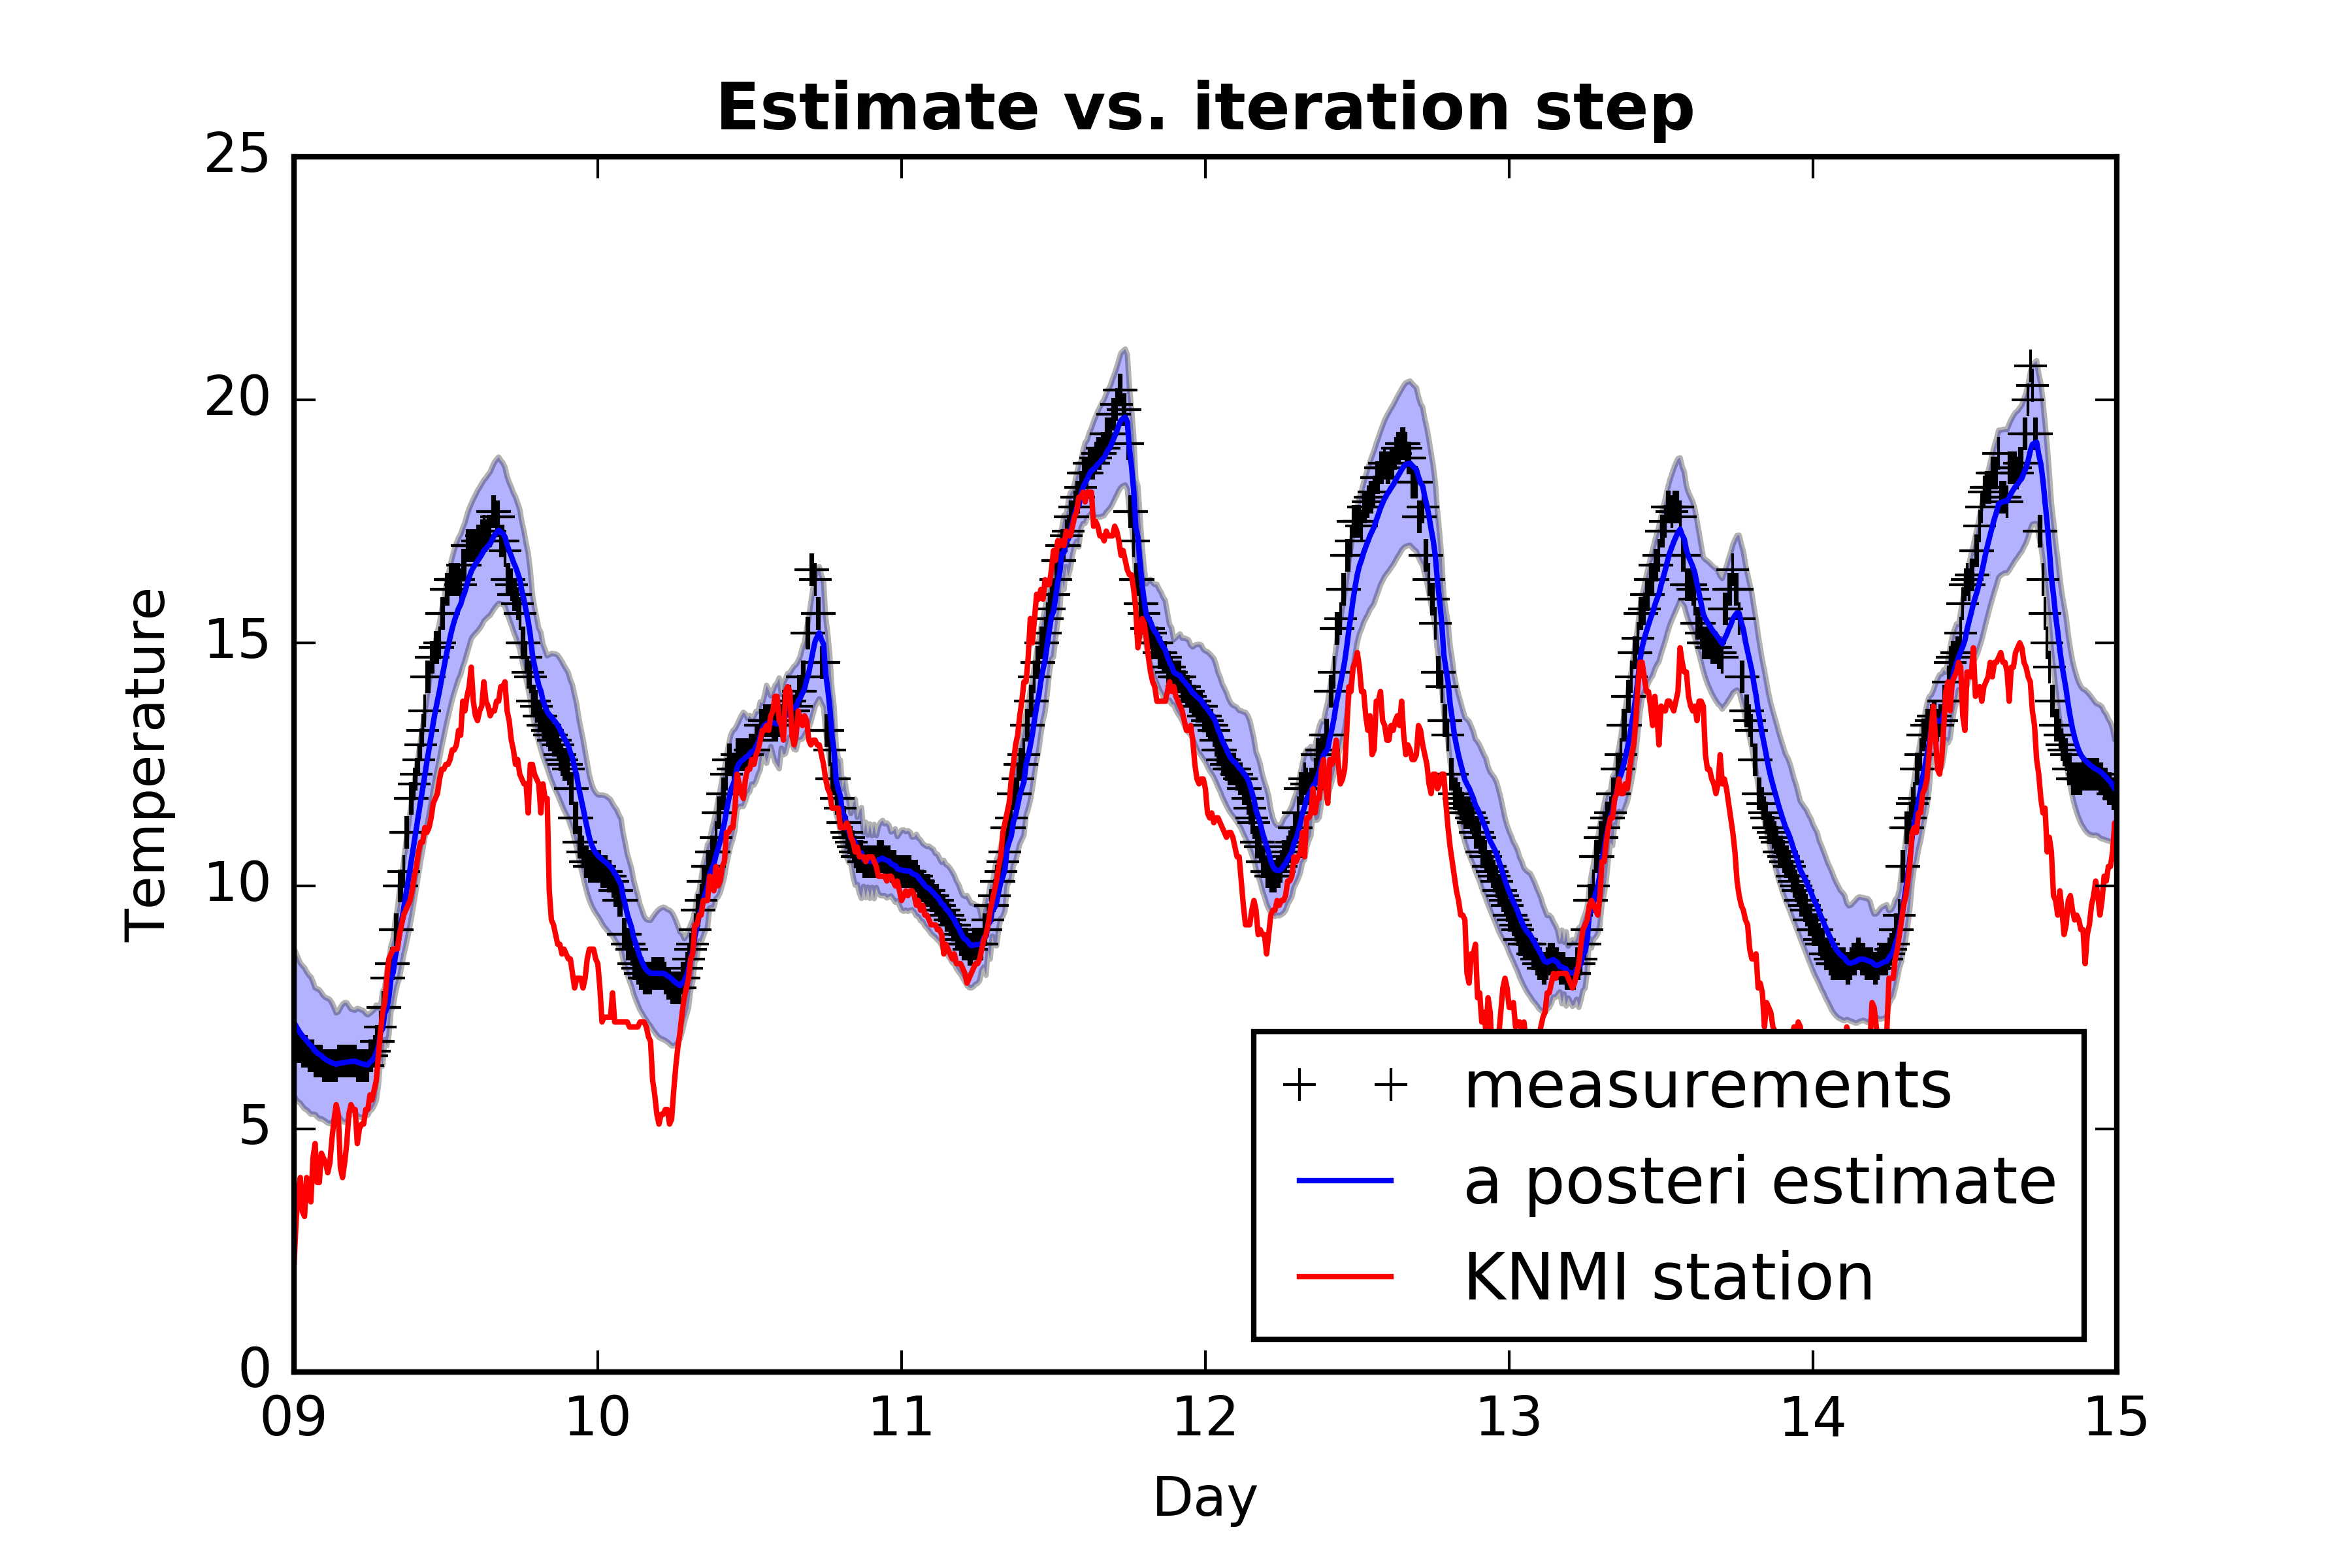 Estimate vs. iteration step
25
20
15
10
5
0
Temperature
09 10 11 12 13 14 15
Day
measurements
a posteri estimate
KNMI station